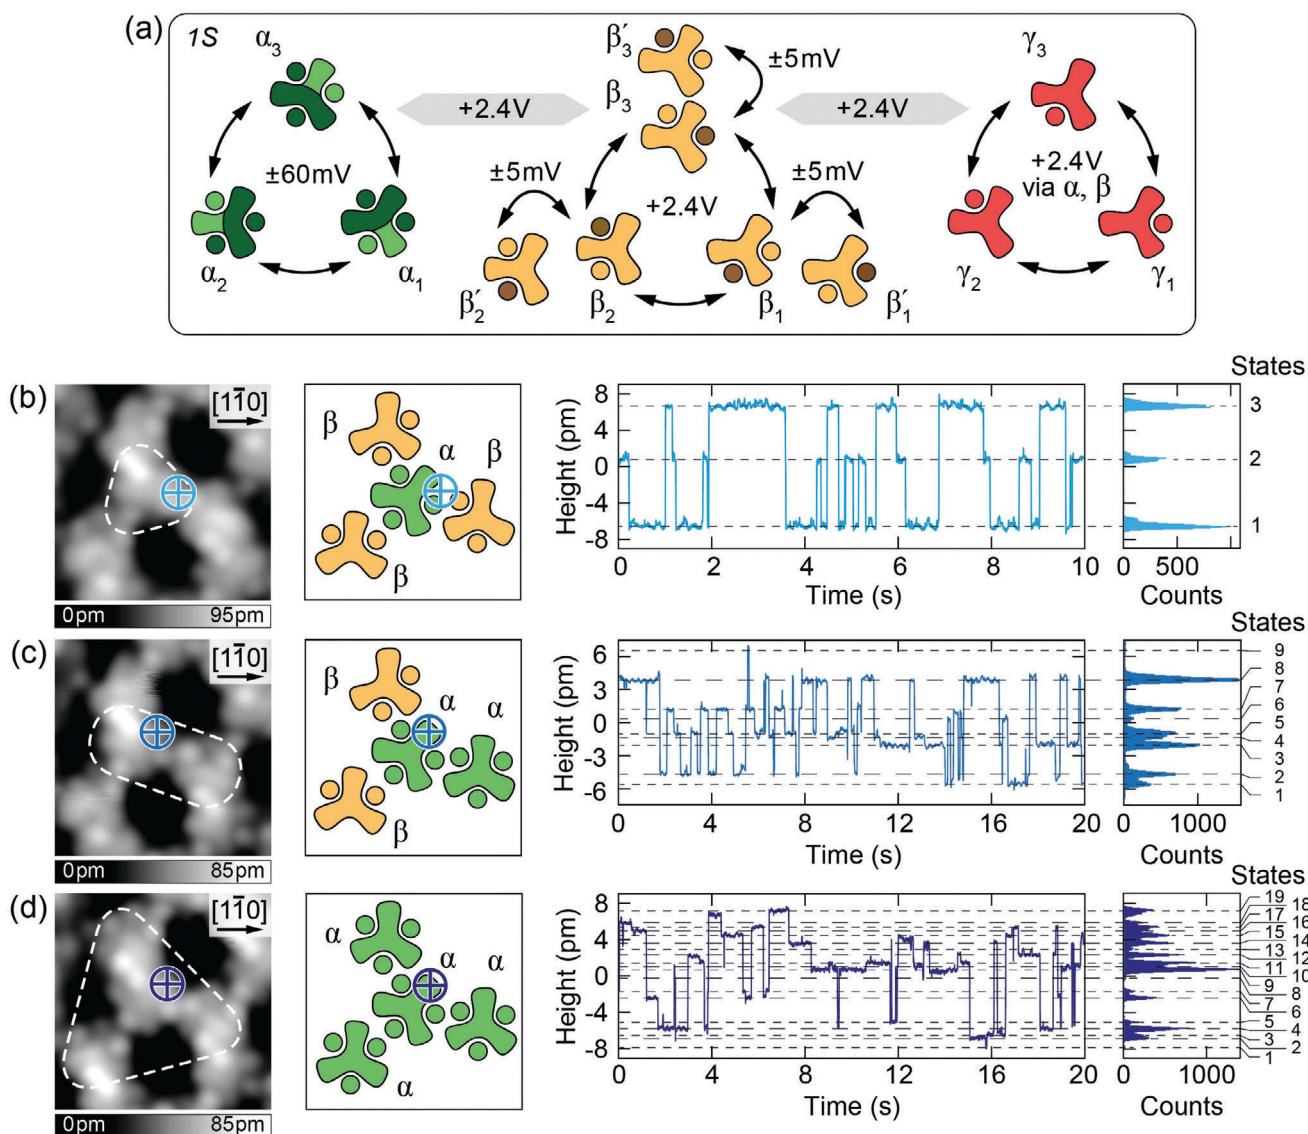 (a)
1S
α3
±60mV
α2
α1
+2.4V
β′3
β3
±5mV
±5mV
±5mV
+2.4V
β′2
β2
β1
β′1
+2.4V
γ3
+2.4V
via α, β
γ2
γ1
(b)
[11̄0]
0pm 95pm
β
α
β
β
Height (pm)
8
4
0
-4
-8
0 2 4 6 8 10
Time (s)
States
3
2
1
0 500
Counts
(c)
[11̄0]
0pm 85pm
β
α
α
β
Height (pm)
6
3
0
-3
-6
0 4 8 12 16 20
Time (s)
States
9
8
7
6
5
4
3
2
1
0 1000
Counts
(d)
[11̄0]
0pm 85pm
α
α
α
α
Height (pm)
8
4
0
-4
-8
0 4 8 12 16 20
Time (s)
States
19
18
17
16
15
14
13
12
11
10
9
8
7
6
5
4
3
2
1
0 1000
Counts